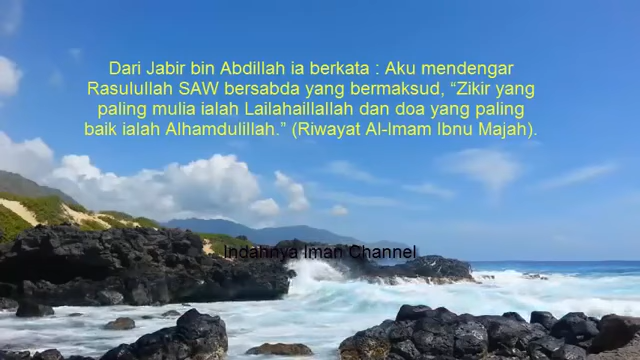 Dari Jabir bin Abdillah ia berkata : Aku mendengar
Rasulullah SAW bersabda yang bermaksud, “Zikir yang
paling mulia ialah Lailahaillallah dan doa yang paling
baik ialah Alhamdulillah.” (Riwayat Al-Imam Ibnu Majah).
Indahnya Iman Channel